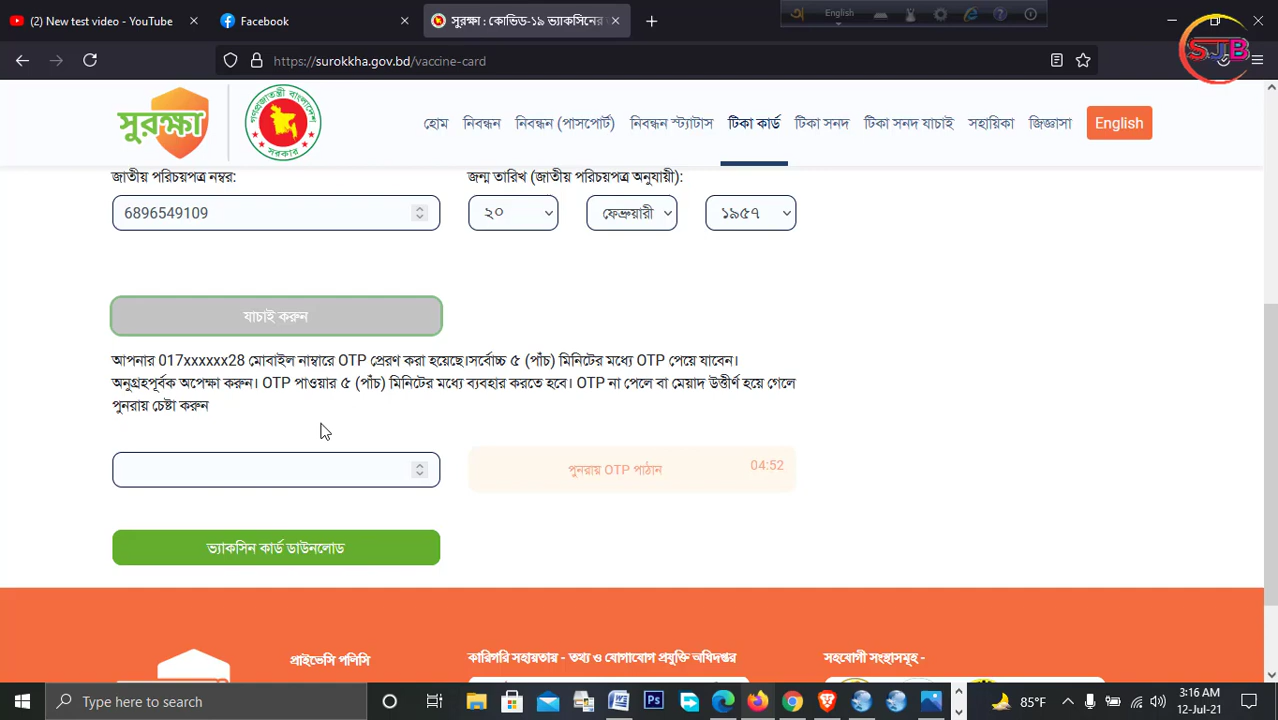 (2) New test video - YouTube
Facebook
সুরক্ষা : কোভিড-১৯ ভ্যাকসিনের
English
SJB
https://surokkha.gov.bd/vaccine-card
সুরক্ষা
হোম নিবন্ধন নিবন্ধন (পাসপোর্ট) নিবন্ধন স্ট্যাটাস টিকা কার্ড টিকা সনদ টিকা সনদ যাচাই সহায়িকা জিজ্ঞাসা English
জাতীয় পরিচয়পত্র নম্বর: জন্ম তারিখ (জাতীয় পরিচয়পত্র অনুযায়ী):
6896549109 ২০ ফেব্রুয়ারী ১৯৫৭
যাচাই করুন
আপনার 017xxxxxx28 মোবাইল নাম্বারে OTP প্রেরণ করা হয়েছে।সর্বোচ্চ ৫ (পাঁচ) মিনিটের মধ্যে OTP পেয়ে যাবেন।
অনুগ্রহপূর্বক অপেক্ষা করুন। OTP পাওয়ার ৫ (পাঁচ) মিনিটের মধ্যে ব্যবহার করতে হবে। OTP না পেলে বা মেয়াদ উত্তীর্ণ হয়ে গেলে
পুনরায় চেষ্টা করুন
পুনরায় OTP পাঠান 04:52
ভ্যাকসিন কার্ড ডাউনলোড
প্রাইভেসি পলিসি কারিগরি সহায়তায় - তথ্য ও যোগাযোগ প্রযুক্তি অধিদপ্তর সহযোগী সংস্থাসমূহ -
Type here to search
85°F
3:16 AM
12-Jul-21